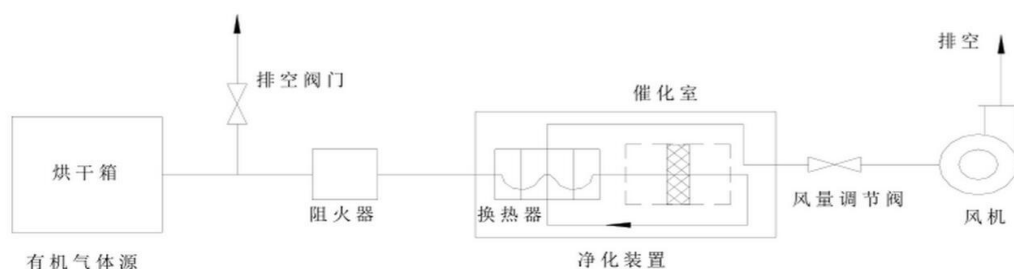 排空
排空阀门
催化室
烘干箱
阻火器
换热器
风量调节阀
风机
有机气体源
净化装置